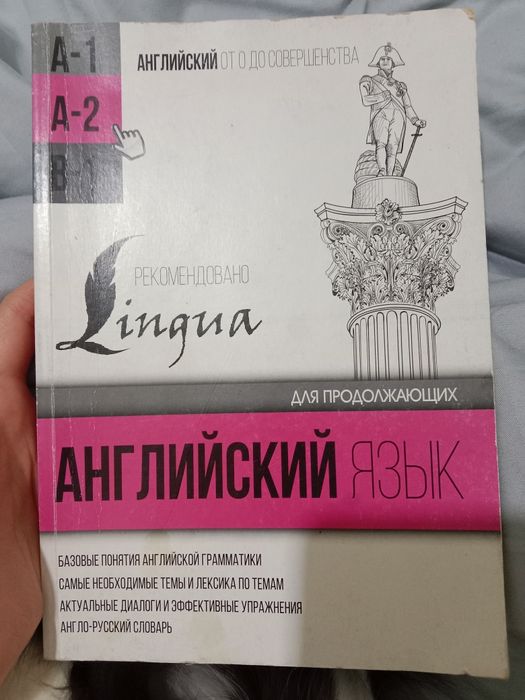 А-1
А-2
В-1
АНГЛИЙСКИЙ ОТ 0 ДО СОВЕРШЕНСТВА
РЕКОМЕНДОВАНО
Lingua
ДЛЯ ПРОДОЛЖАЮЩИХ
АНГЛИЙСКИЙ ЯЗЫК
БАЗОВЫЕ ПОНЯТИЯ АНГЛИЙСКОЙ ГРАММАТИКИ
САМЫЕ НЕОБХОДИМЫЕ ТЕМЫ И ЛЕКСИКА ПО ТЕМАМ
АКТУАЛЬНЫЕ ДИАЛОГИ И ЭФФЕКТИВНЫЕ УПРАЖНЕНИЯ
АНГЛО-РУССКИЙ СЛОВАРЬ